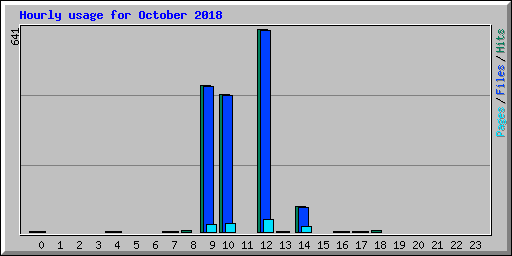 Hourly usage for October 2018
641
Pages/Files/Hits
0 1 2 3 4 5 6 7 8 9 10 11 12 13 14 15 16 17 18 19 20 21 22 23